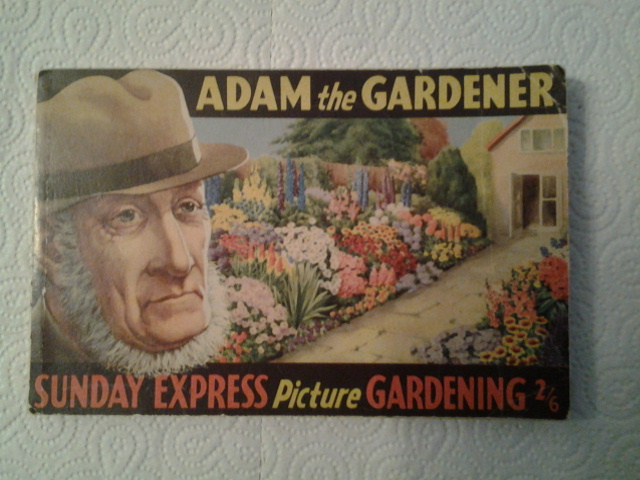 ADAM the GARDENER
SUNDAY EXPRESS Picture GARDENING 2/6